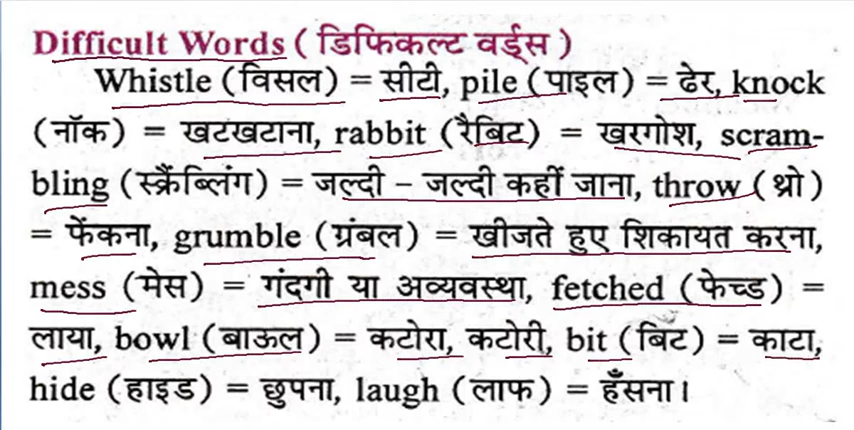 Difficult Words ( डिफिकल्ट वर्ड्स )
Whistle (विसल) = सीटी, pile (पाइल) = ढेर, knock
(नॉक) = खटखटाना, rabbit (रैबिट) = खरगोश, scram-
bling (स्क्रैंब्लिंग) = जल्दी – जल्दी कहीं जाना, throw (थ्रो)
= फेंकना, grumble (ग्रंबल) = खीजते हुए शिकायत करना,
mess (मेस) = गंदगी या अव्यवस्था, fetched (फेच्ड) =
लाया, bowl (बाऊल) = कटोरा, कटोरी, bit (बिट) = काटा,
hide (हाइड) = छुपना, laugh (लाफ) = हँसना।